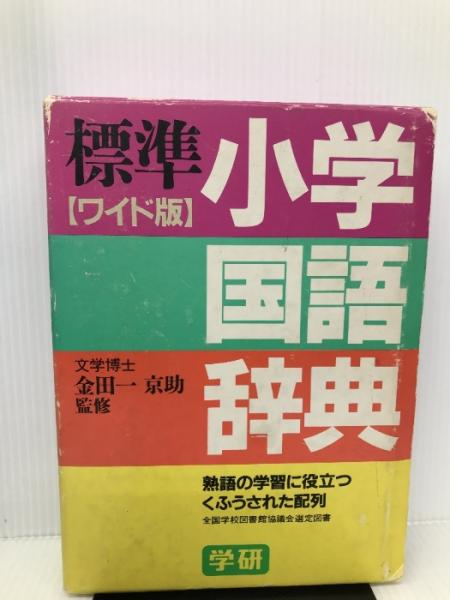 標準
【ワイド版】
小学
国語
辞典
文学博士
金田一 京助
監修
熟語の学習に役立つ
くふうされた配列
全国学校図書館協議会選定図書
学研